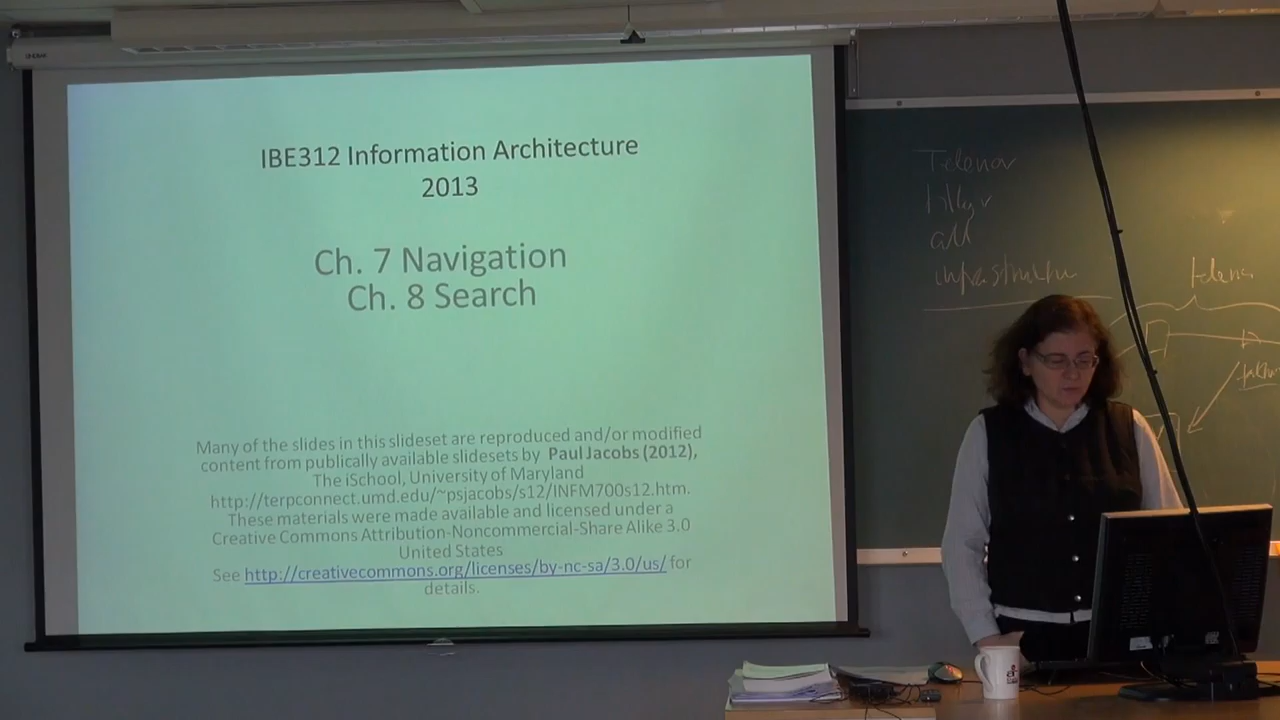 IBE312 Information Architecture
2013
Ch. 7 Navigation
Ch. 8 Search
Many of the slides in this slideset are reproduced and/or modified
content from publically available slidesets by Paul Jacobs (2012),
The iSchool, University of Maryland
http://terpconnect.umd.edu/~psjacobs/s12/INFM700s12.htm.
These materials were made available and licensed under a
Creative Commons Attribution-Noncommercial-Share Alike 3.0
United States
See http://creativecommons.org/licenses/by-nc-sa/3.0/us/ for
details.
Telenor
all